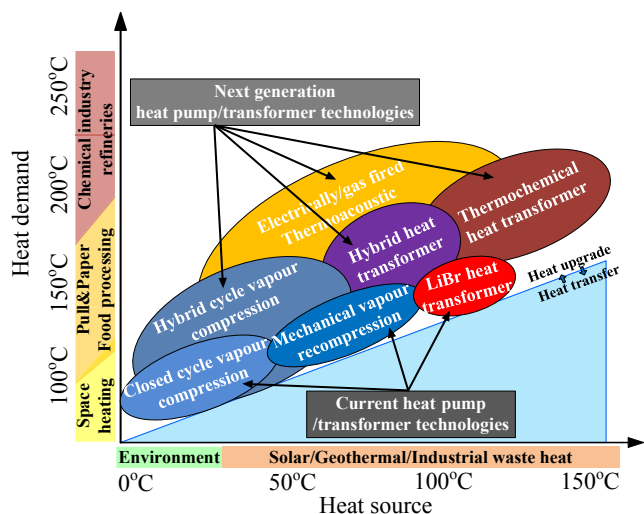 Heat demand
250°C
200°C
150°C
100°C
Chemical industry
refineries
Pull&Paper
Food processing
Space
heating
Next generation
heat pump/transformer technologies
Electrically/gas fired
Thermoacoustic
Thermochemical
heat transformer
Hybrid heat
transformer
Hybrid cycle vapour
compression
LiBr heat
transformer
Mechanical vapour
recompression
Closed cycle vapour
compression
Heat upgrade
Heat transfer
Current heat pump
/transformer technologies
Environment
Solar/Geothermal/Industrial waste heat
0°C
50°C
100°C
150°C
Heat source